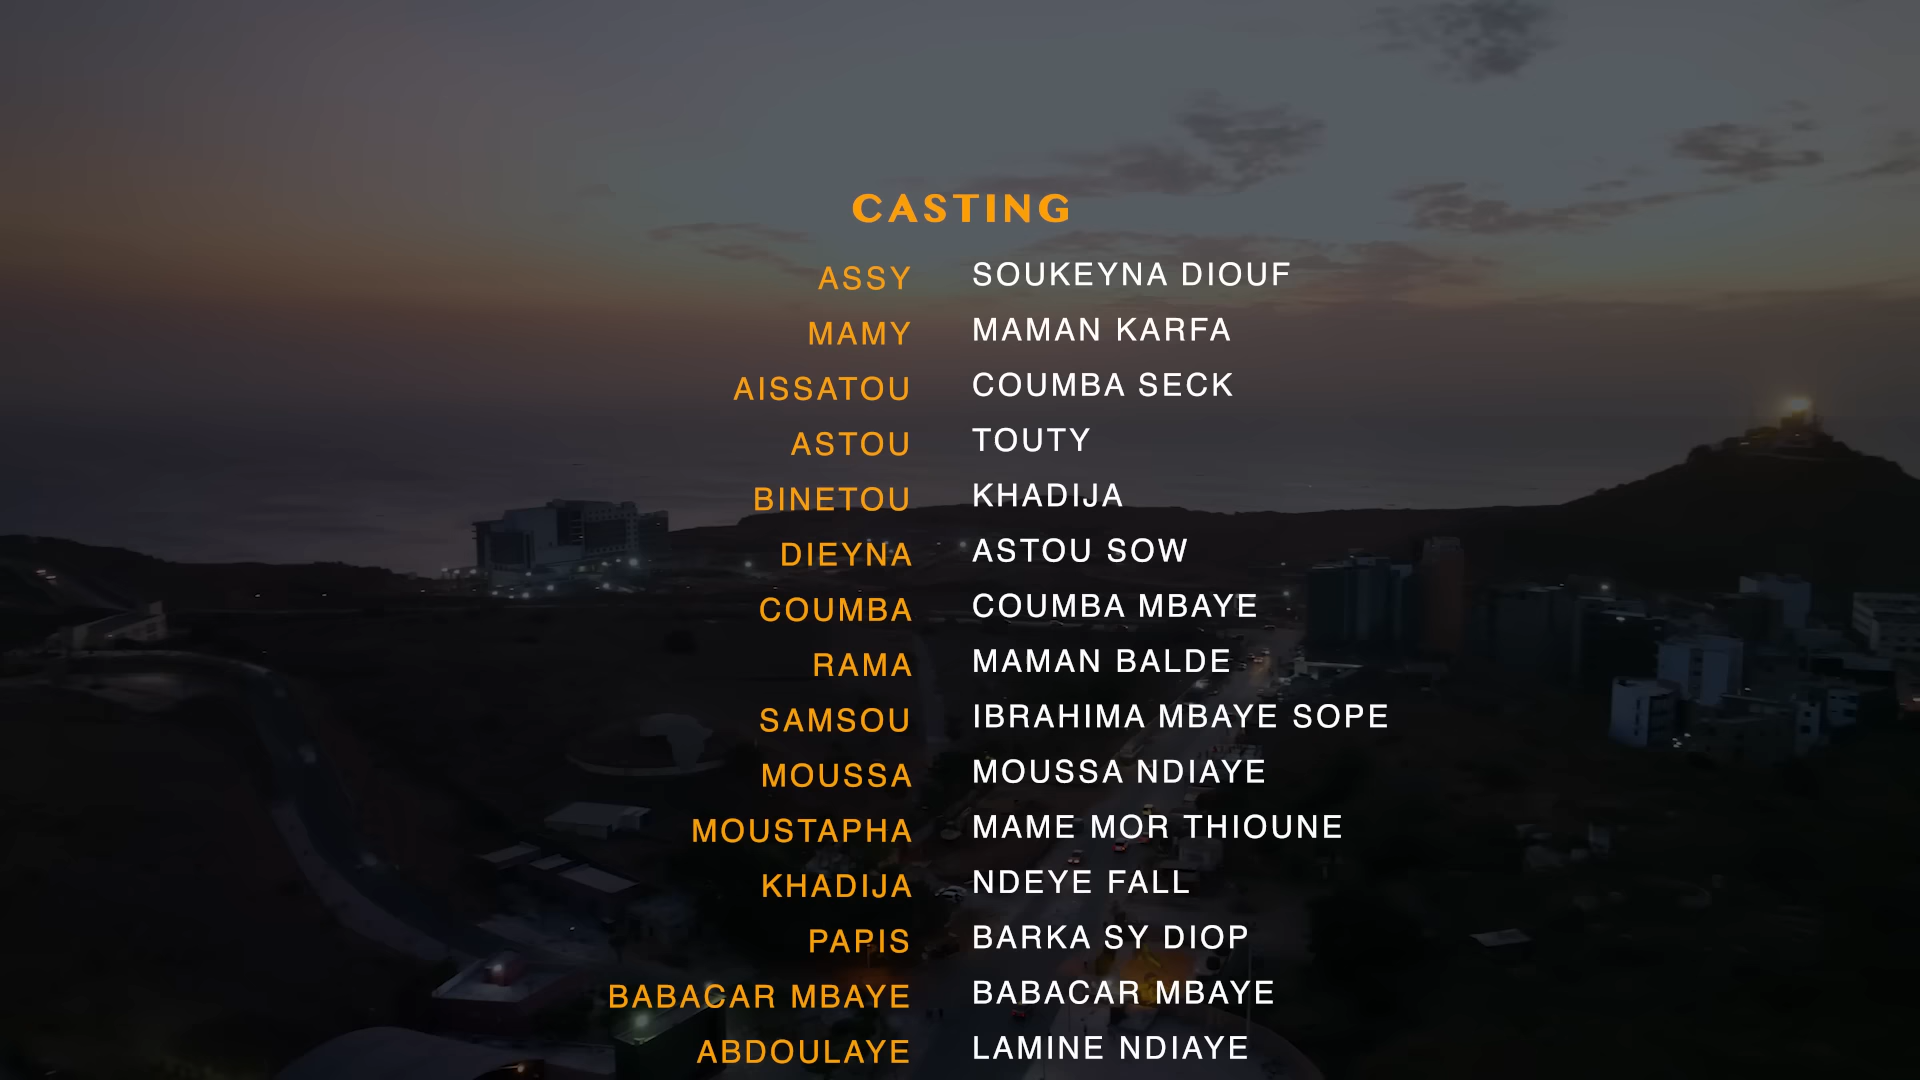 CASTING
ASSY SOUKEYNA DIOUF
MAMY MAMAN KARFA
AISSATOU COUMBA SECK
ASTOU TOUTY
BINETOU KHADIJA
DIEYNA ASTOU SOW
COUMBA COUMBA MBAYE
RAMA MAMAN BALDE
SAMSOU IBRAHIMA MBAYE SOPE
MOUSSA MOUSSA NDIAYE
MOUSTAPHA MAME MOR THIOUNE
KHADIJA NDEYE FALL
PAPIS BARKA SY DIOP
BABACAR MBAYE BABACAR MBAYE
ABDOULAYE LAMINE NDIAYE